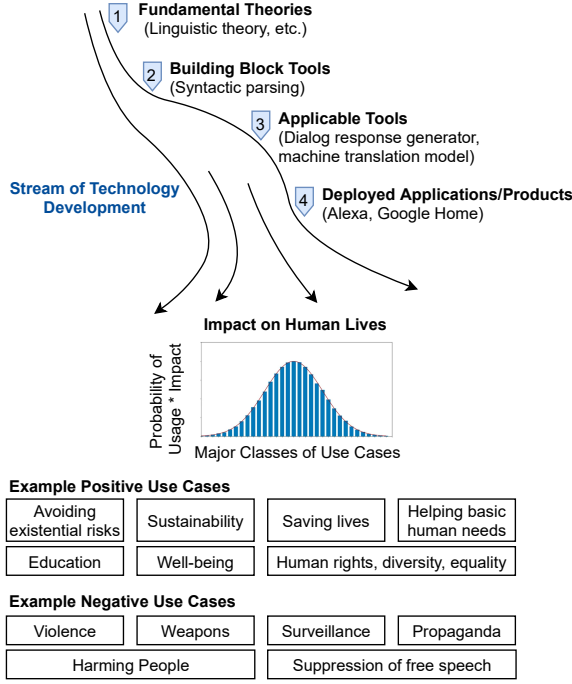 1 Fundamental Theories
(Linguistic theory, etc.)
2 Building Block Tools
(Syntactic parsing)
3 Applicable Tools
(Dialog response generator,
machine translation model)
Stream of Technology
Development
4 Deployed Applications/Products
(Alexa, Google Home)
Impact on Human Lives
Probability of
Usage * Impact
Major Classes of Use Cases
Example Positive Use Cases
Avoiding
existential risks
Sustainability
Saving lives
Helping basic
human needs
Education
Well-being
Human rights, diversity, equality
Example Negative Use Cases
Violence
Weapons
Surveillance
Propaganda
Harming People
Suppression of free speech